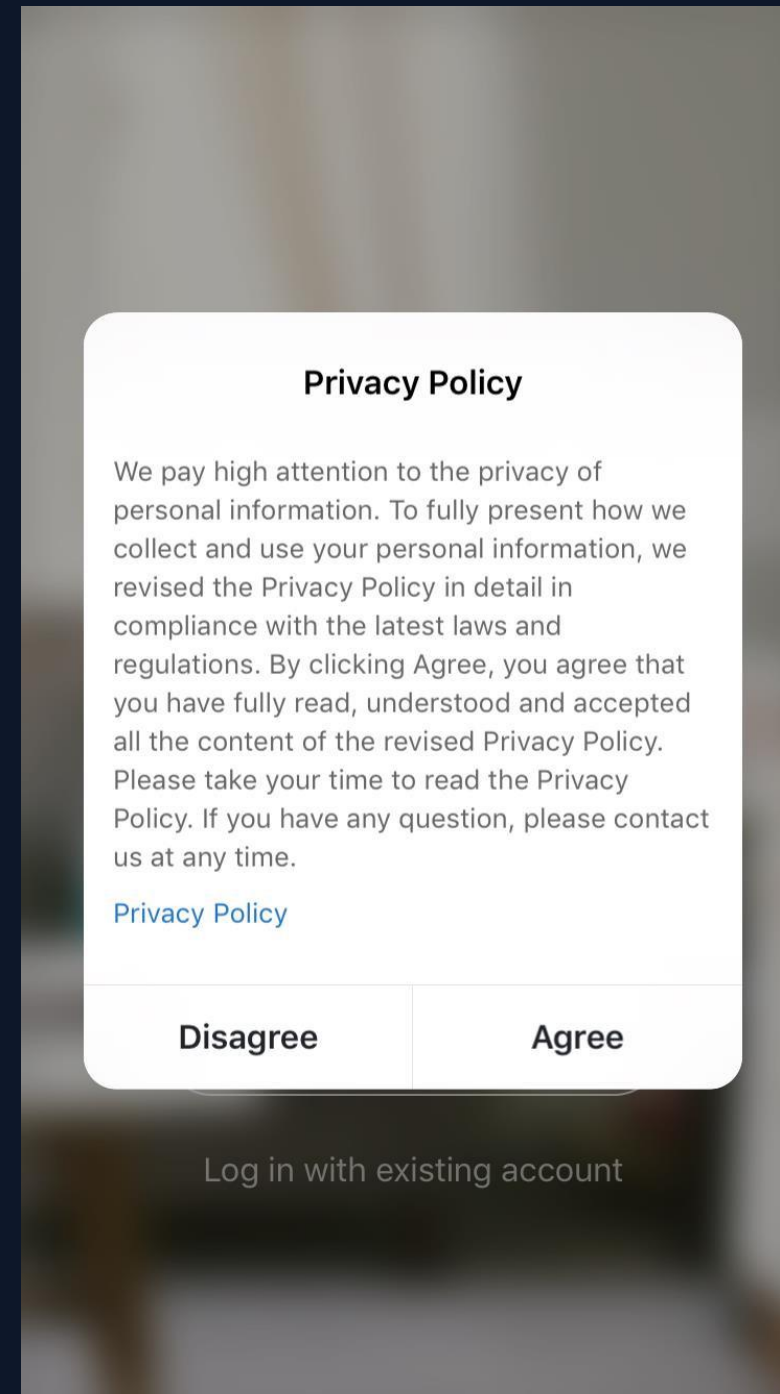 Privacy Policy
We pay high attention to the privacy of
personal information. To fully present how we
collect and use your personal information, we
revised the Privacy Policy in detail in
compliance with the latest laws and
regulations. By clicking Agree, you agree that
you have fully read, understood and accepted
all the content of the revised Privacy Policy.
Please take your time to read the Privacy
Policy. If you have any question, please contact
us at any time.
Privacy Policy
Disagree
Agree
Log in with existing account